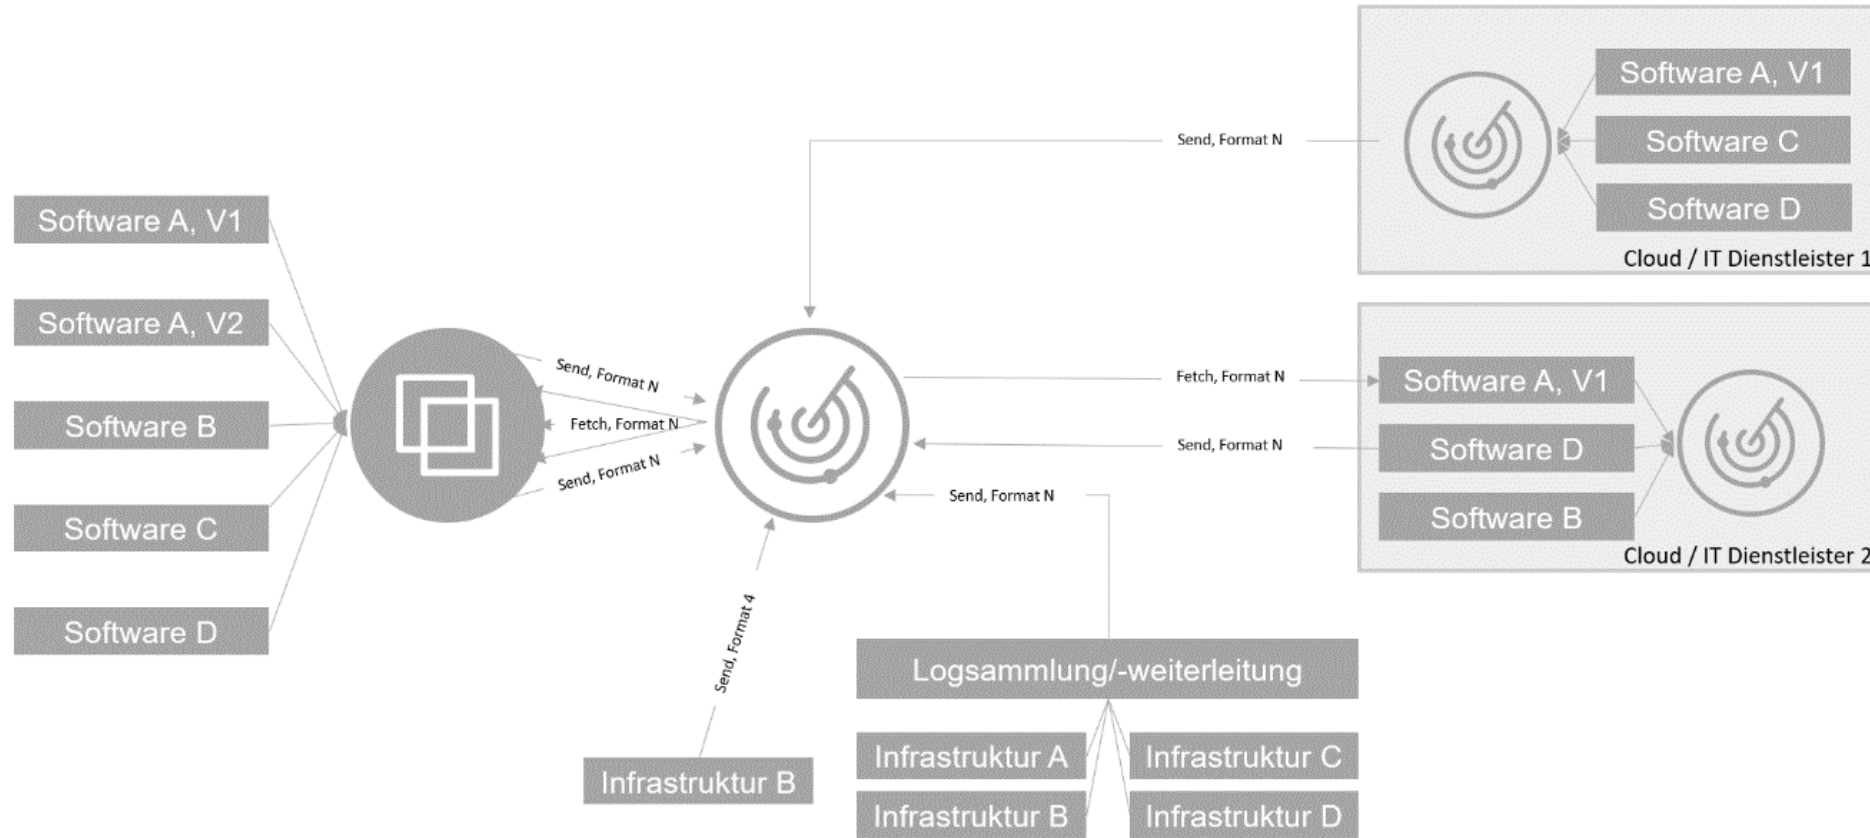 Software A, V1
Software A, V2
Software B
Software C
Software D
Send, Format N
Fetch, Format N
Send, Format N
Send, Format N
Fetch, Format N
Send, Format N
Send, Format N
Send, Format 4
Infrastruktur B
Logsammlung/-weiterleitung
Infrastruktur A
Infrastruktur C
Infrastruktur B
Infrastruktur D
Software A, V1
Software C
Software D
Cloud / IT Dienstleister 1
Software A, V1
Software D
Software B
Cloud / IT Dienstleister 2